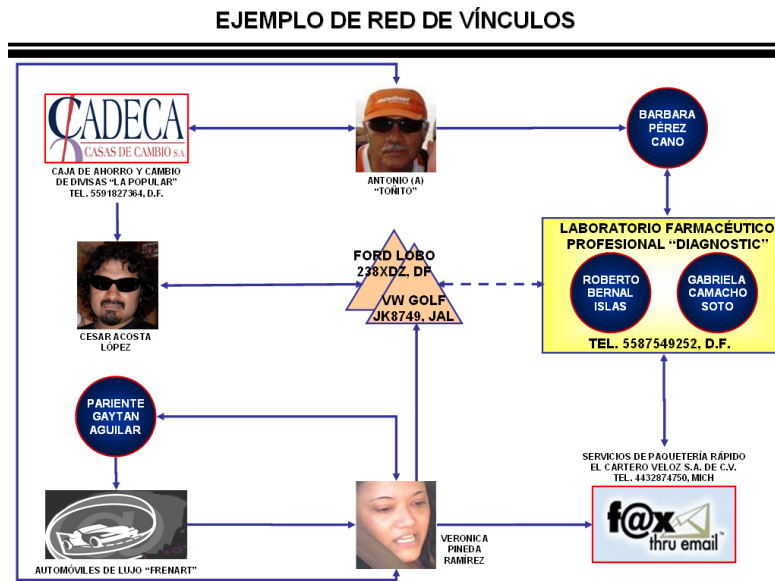 EJEMPLO DE RED DE VÍNCULOS
CADECA
CASAS DE CAMBIO S.A
CAJA DE AHORRO Y CAMBIO
DE DIVISAS “LA POPULAR”
TEL. 5591827364, D.F.
movilnet
ANTONIO (A)
“TOÑITO”
BARBARA
PÉREZ
CANO
LABORATORIO FARMACÉUTICO
PROFESIONAL “DIAGNOSTIC”
ROBERTO
BERNAL
ISLAS
GABRIELA
CAMACHO
SOTO
TEL. 5587549252, D.F.
FORD LOBO
238XDZ, DF
VW GOLF
JK8749, JAL
CESAR ACOSTA
LÓPEZ
PARIENTE
GAYTAN
AGUILAR
AUTOMÓVILES DE LUJO “FRENART”
VERONICA
PINEDA
RAMÍREZ
SERVICIOS DE PAQUETERÍA RÁPIDO
EL CARTERO VELOZ S.A. DE C.V.
TEL. 4432874750, MICH
f@x
thru email™